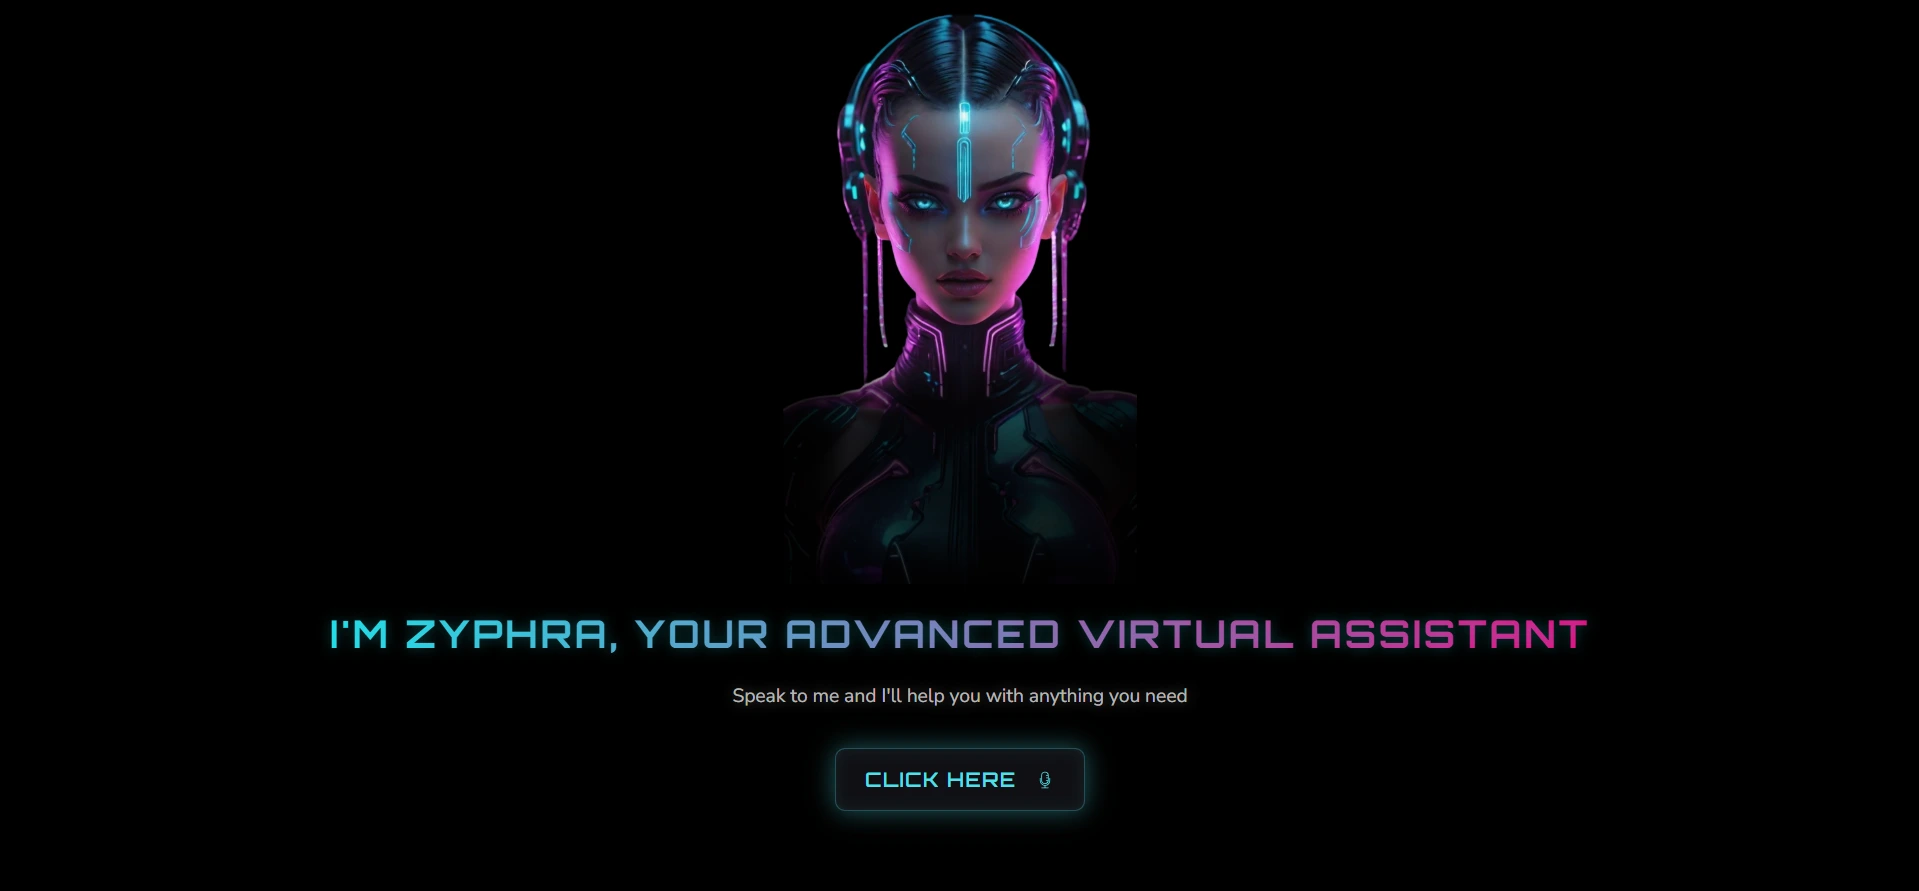 I'M ZYPHRA, YOUR ADVANCED VIRTUAL ASSISTANT
Speak to me and I'll help you with anything you need
CLICK HERE